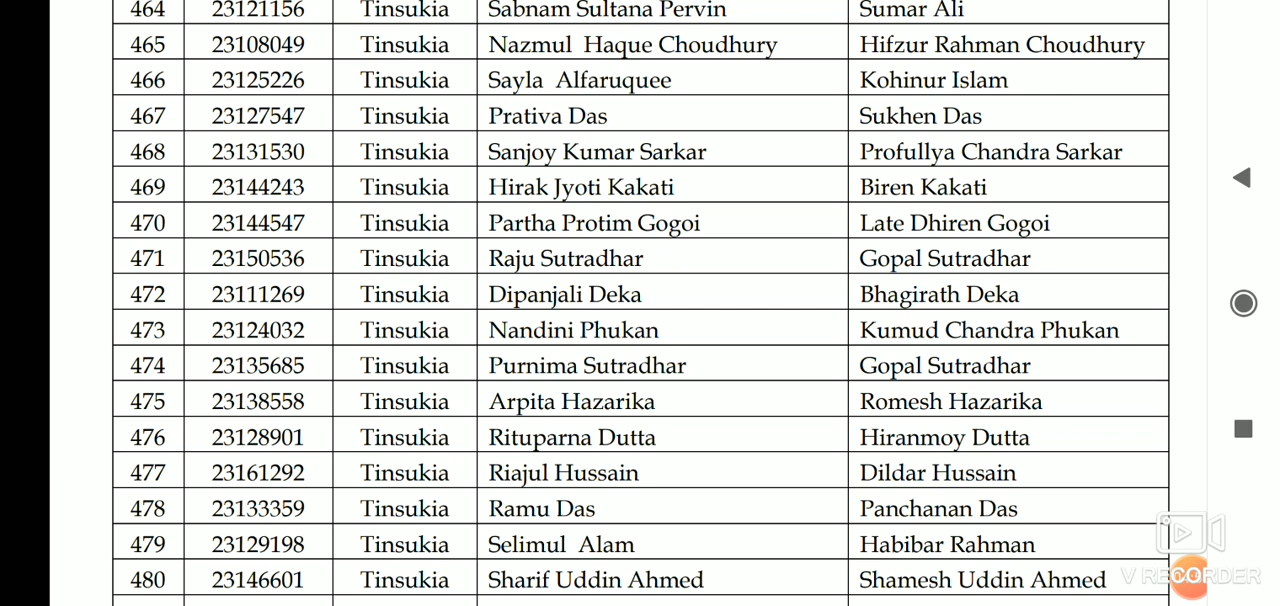 464 23121156 Tinsukia Sabnam Sultana Pervin Sumar Ali
465 23108049 Tinsukia Nazmul Haque Choudhury Hifzur Rahman Choudhury
466 23125226 Tinsukia Sayla Alfaruquee Kohinur Islam
467 23127547 Tinsukia Prativa Das Sukhen Das
468 23131530 Tinsukia Sanjoy Kumar Sarkar Profullya Chandra Sarkar
469 23144243 Tinsukia Hirak Jyoti Kakati Biren Kakati
470 23144547 Tinsukia Partha Protim Gogoi Late Dhiren Gogoi
471 23150536 Tinsukia Raju Sutradhar Gopal Sutradhar
472 23111269 Tinsukia Dipanjali Deka Bhagirath Deka
473 23124032 Tinsukia Nandini Phukan Kumud Chandra Phukan
474 23135685 Tinsukia Purnima Sutradhar Gopal Sutradhar
475 23138558 Tinsukia Arpita Hazarika Romesh Hazarika
476 23128901 Tinsukia Rituparna Dutta Hiranmoy Dutta
477 23161292 Tinsukia Riajul Hussain Dildar Hussain
478 23133359 Tinsukia Ramu Das Panchanan Das
479 23129198 Tinsukia Selimul Alam Habibar Rahman
480 23146601 Tinsukia Sharif Uddin Ahmed Shamesh Uddin Ahmed
V RECORDER